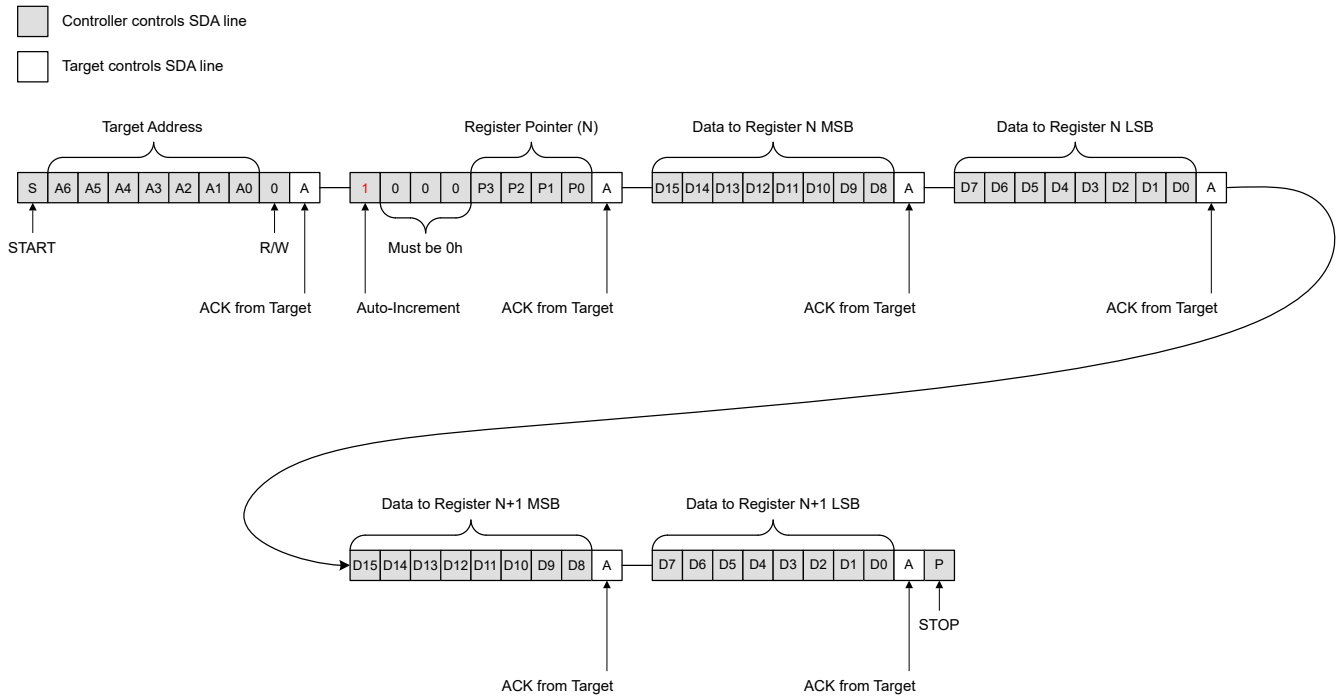 Controller controls SDA line
Target controls SDA line
Target Address
Register Pointer (N)
Data to Register N MSB
Data to Register N LSB
S A6 A5 A4 A3 A2 A1 A0 0 A 1 0 0 0 P3 P2 P1 P0 A D15 D14 D13 D12 D11 D10 D9 D8 A D7 D6 D5 D4 D3 D2 D1 D0 A
START
R/W
Must be 0h
ACK from Target
Auto-Increment
ACK from Target
ACK from Target
ACK from Target
Data to Register N+1 MSB
Data to Register N+1 LSB
D15 D14 D13 D12 D11 D10 D9 D8 A D7 D6 D5 D4 D3 D2 D1 D0 A P
STOP
ACK from Target
ACK from Target